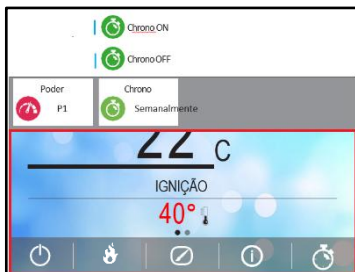 Chrono ON
Chrono OFF
Poder
P1
Chrono
Semanalmente
22 C
IGNIÇÃO
40°